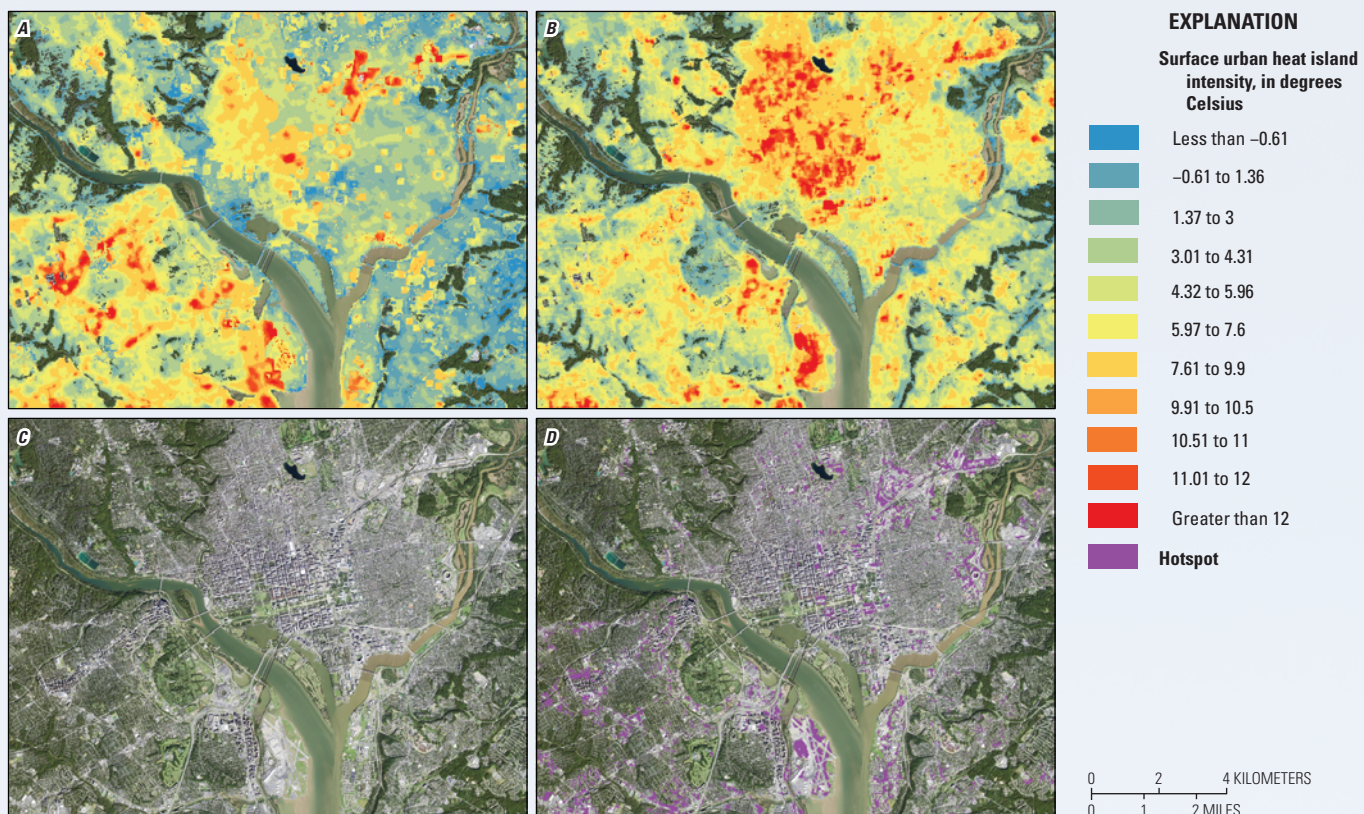 A
B
C
D
EXPLANATION
Surface urban heat island
intensity, in degrees
Celsius
Less than −0.61
−0.61 to 1.36
1.37 to 3
3.01 to 4.31
4.32 to 5.96
5.97 to 7.6
7.61 to 9.9
9.91 to 10.5
10.51 to 11
11.01 to 12
Greater than 12
Hotspot
0 2 4 KILOMETERS
0 1 2 MILES